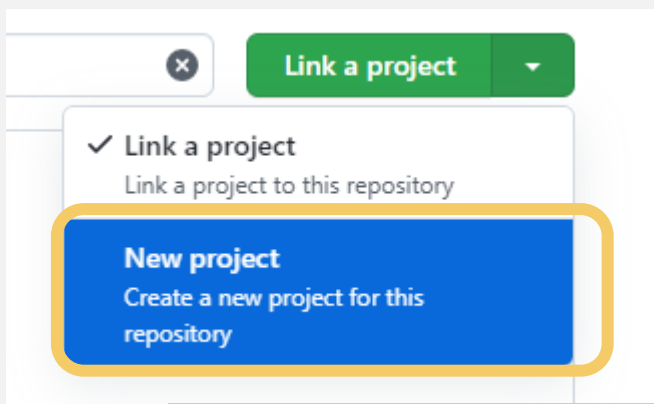 Link a project
Link a project
Link a project to this repository
New project
Create a new project for this
repository